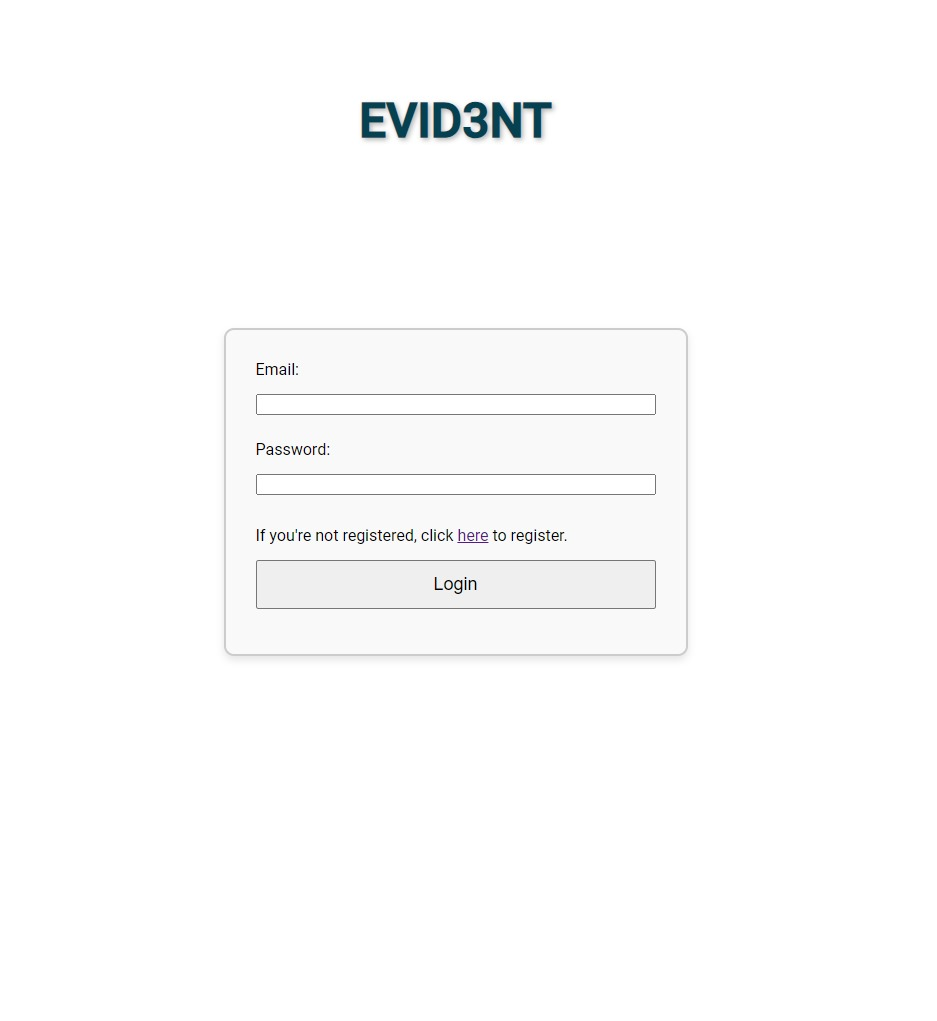 EVID3NT
Email:
Password:
If you're not registered, click here to register.
Login